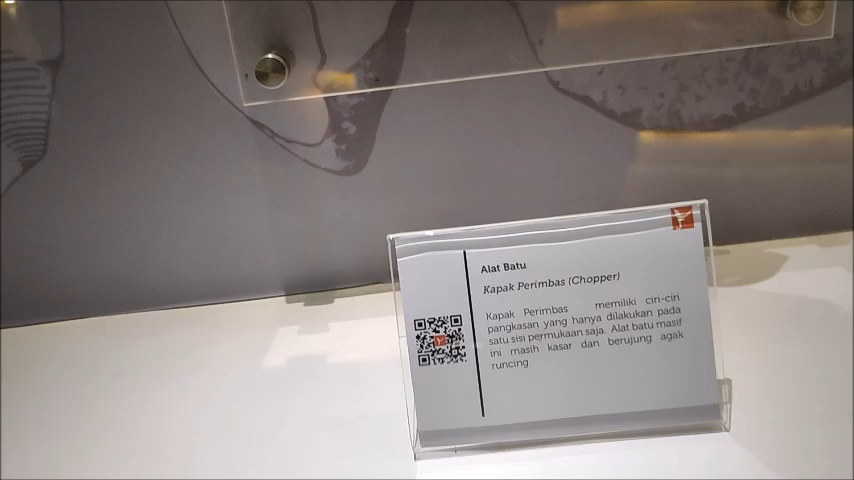 Alat Batu
Kapak Perimbas (Chopper)
Kapak Perimbas memiliki ciri-ciri
pangkasan yang hanya dilakukan pada
satu sisi permukaan saja. Alat batu masif
ini masih kasar dan berujung agak
runcing